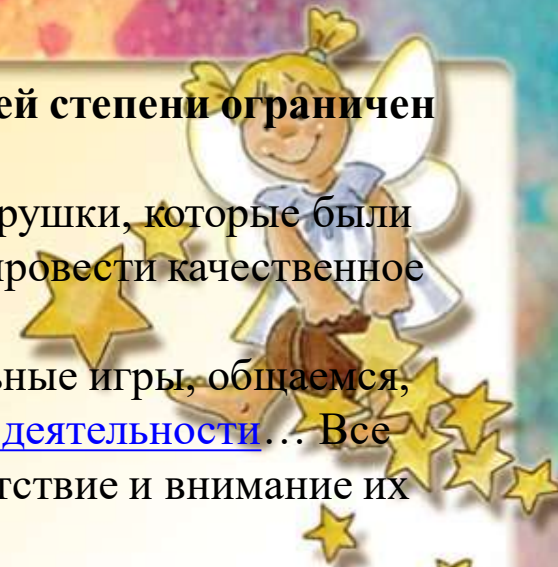 ей степени ограничен
рушки, которые были
провести качественное
ьные игры, общаемся,
деятельности… Все
тствие и внимание их